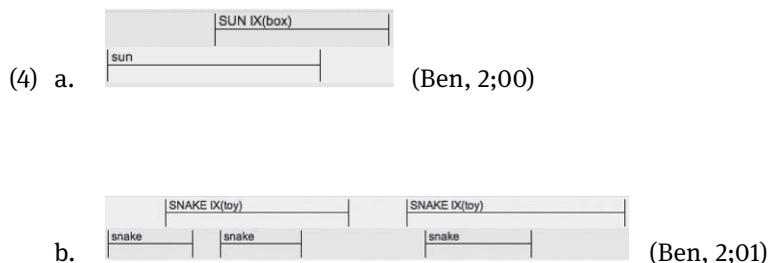 SUN IX(box)
sun
(4) a. (Ben, 2;00)
SNAKE IX(toy) SNAKE IX(toy)
snake snake snake
b. (Ben, 2;01)